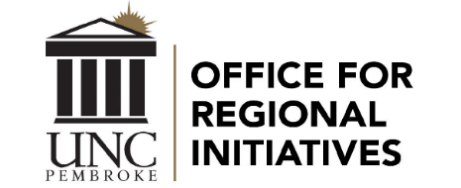 UNC
PEMBROKE
OFFICE FOR
REGIONAL
INITIATIVES